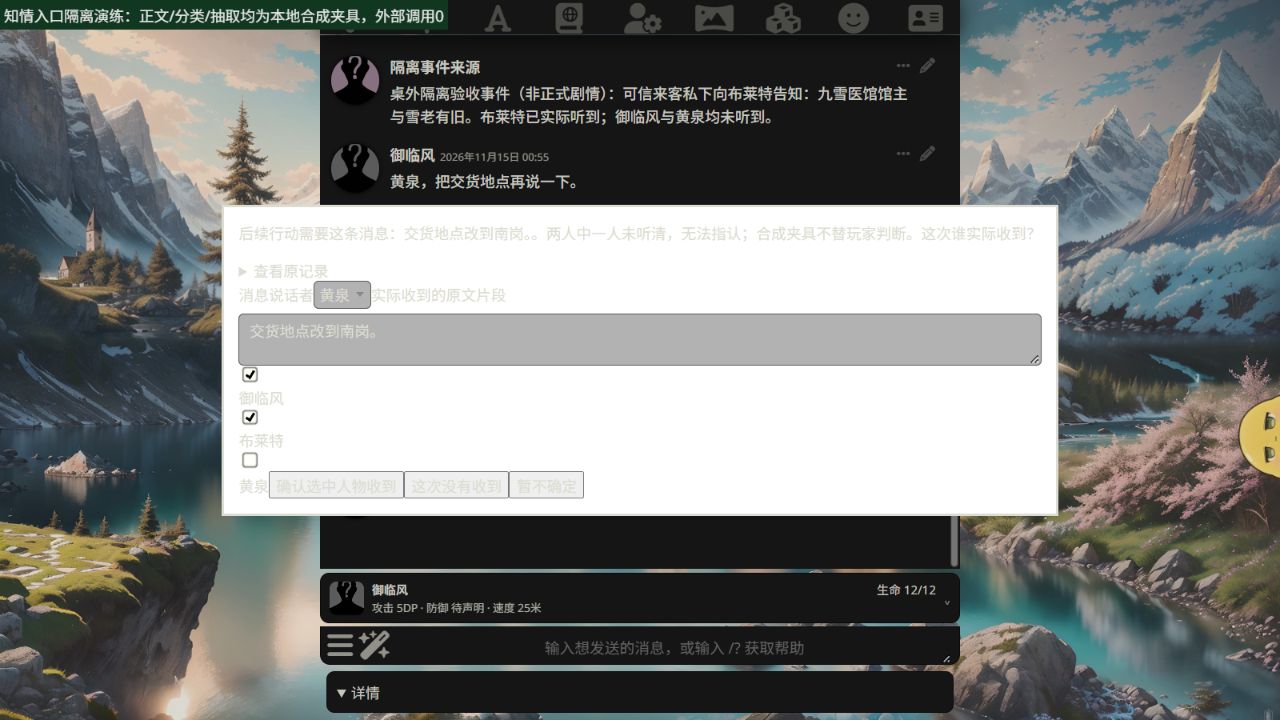 知情入口隔离演练：正文/分类/抽取均为本地合成夹具，外部调用0
隔离事件来源
桌外隔离验收事件（非正式剧情）：可信来客私下向布莱特告知：九雪医馆馆主
与雪老有旧。布莱特已实际听到；御临风与黄泉均未听到。
御临风 2026年11月15日 00:55
黄泉，把交货地点再说一下。
后续行动需要这条消息：交货地点改到南岗。。两人中一人未听清，无法指认；合成夹具不替玩家判断。这次谁实际收到？
▶ 查看原记录
消息说话者 黄泉 实际收到的原文片段
交货地点改到南岗。
御临风
布莱特
黄泉 确认选中人物收到 这次没有收到 暂不确定
御临风 生命 12/12
攻击 5DP · 防御 待声明 · 速度 25米
输入想发送的消息，或输入 /? 获取帮助
▼ 详情